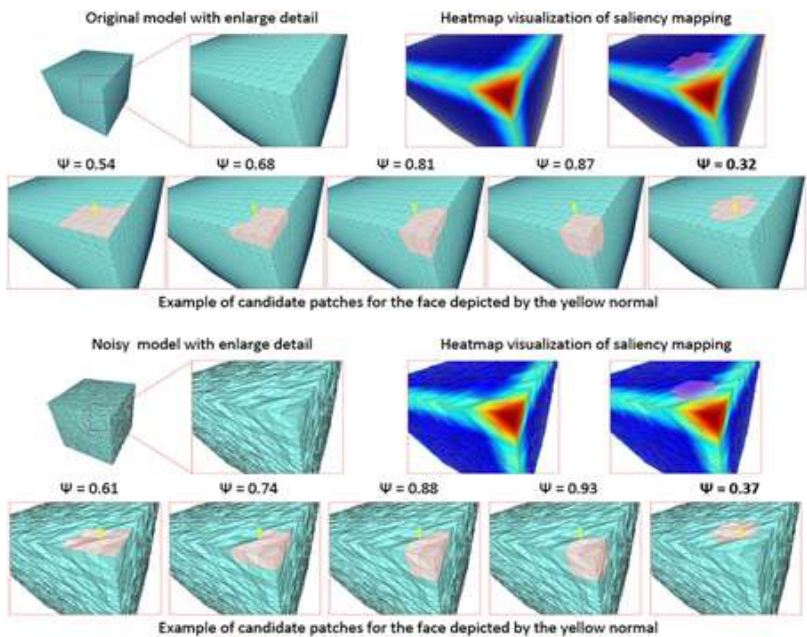 Original model with enlarge detail
Heatmap visualization of saliency mapping
Ψ = 0.54
Ψ = 0.68
Ψ = 0.81
Ψ = 0.87
Ψ = 0.32
Example of candidate patches for the face depicted by the yellow normal
Noisy model with enlarge detail
Heatmap visualization of saliency mapping
Ψ = 0.61
Ψ = 0.74
Ψ = 0.88
Ψ = 0.93
Ψ = 0.37
Example of candidate patches for the face depicted by the yellow normal